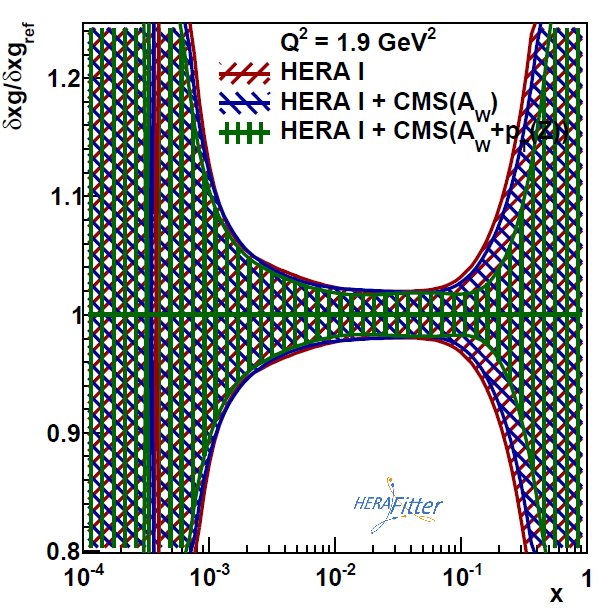 δxg/δxg_ref
Q² = 1.9 GeV²
HERA I
HERA I + CMS(A_W)
HERA I + CMS(A_W+p_T(Z))
1.2
1.1
1
0.9
0.8
HERAFitter
10⁻⁴ 10⁻³ 10⁻² 10⁻¹ 1
x